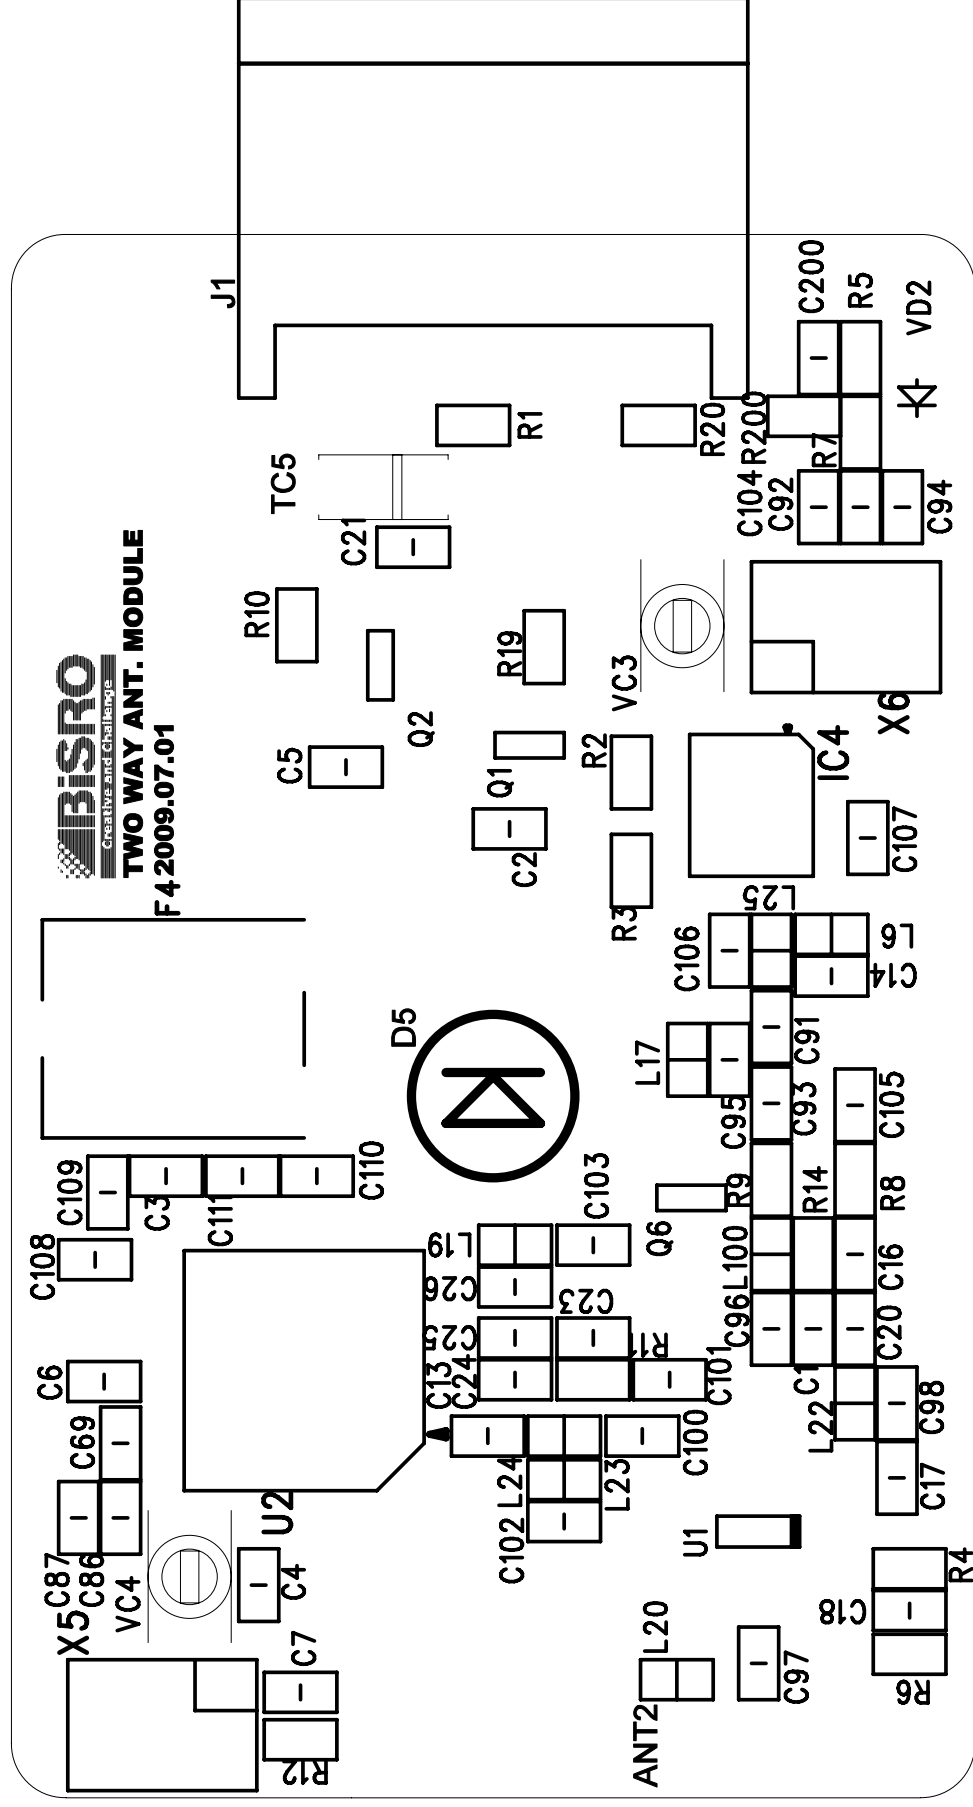 J1
C200
R5
VD2
R1
R20
R200
R7
TC5
C21
C104
C92
C94
R10
R19
VC3
X6
BiSRO
Creative and Challenge
TWO WAY ANT. MODULE
F4 2009.07.01
Q2
C5
Q1
R2
IC4
C2
C107
R3
L25
C106
L6
C14
D5
C91
L17
C95
C93
C105
C109
C3
C111
C110
C103
R9
R14
R8
C108
L19
Q6
L100
C16
C26
C23
C96
C20
C25
R11
C6
C13
C24
C101
C1
C69
L22
C98
C100
U2
L24
L23
C17
C102
U1
C87
C86
VC4
C4
R4
X5
C18
C7
L20
C97
R6
R12
ANT2